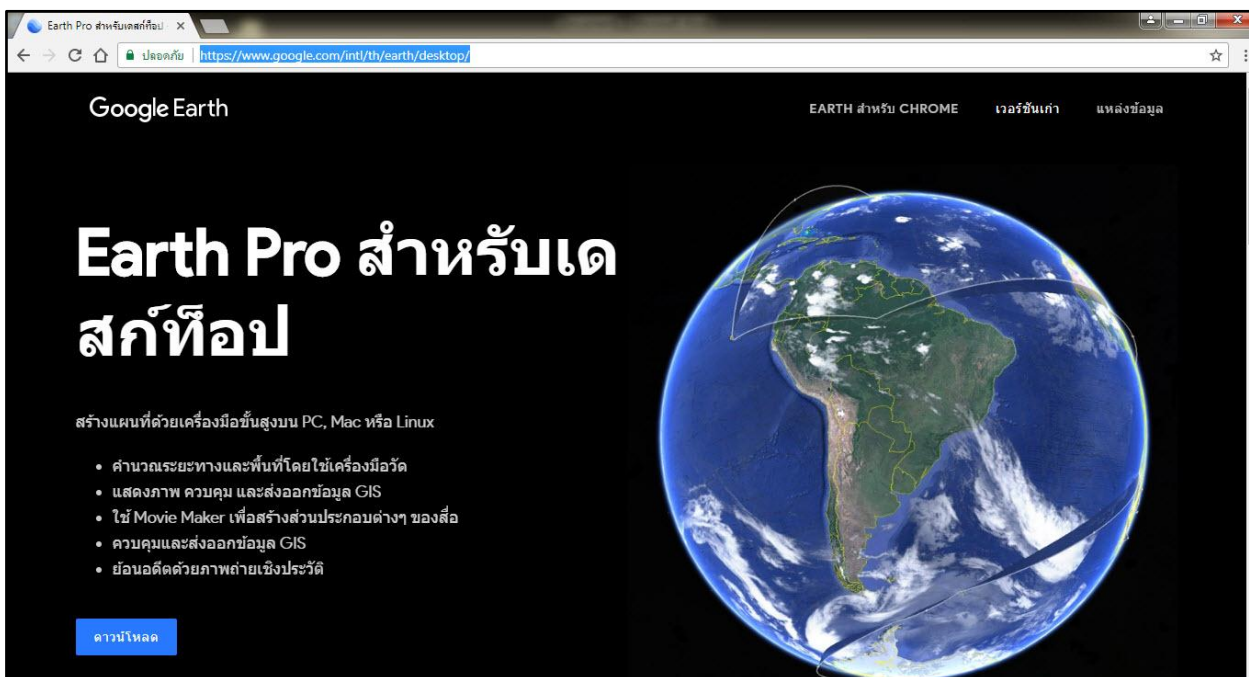 Earth Pro สำหรับเดสก์ท็อป
ปลอดภัย https://www.google.com/intl/th/earth/desktop/
Google Earth EARTH สำหรับ CHROME เวอร์ชันเก่า แหล่งข้อมูล
Earth Pro สำหรับเด
สก์ท็อป
สร้างแผนที่ด้วยเครื่องมือขั้นสูงบน PC, Mac หรือ Linux
• คำนวณระยะทางและพื้นที่โดยใช้เครื่องมือวัด
• แสดงภาพ ควบคุม และส่งออกข้อมูล GIS
• ใช้ Movie Maker เพื่อสร้างส่วนประกอบต่างๆ ของสื่อ
• ควบคุมและส่งออกข้อมูล GIS
• ย้อนอดีตด้วยภาพถ่ายเชิงประวัติ
ดาวน์โหลด